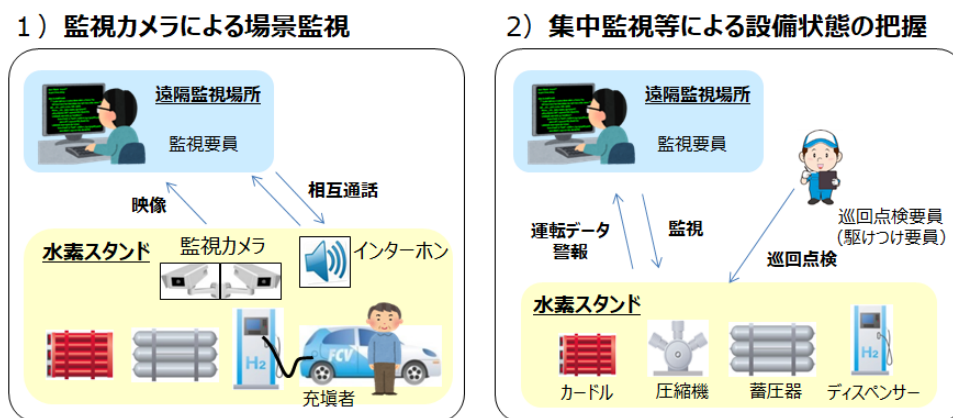 1）監視カメラによる場景監視
遠隔監視場所
監視要員
映像
相互通話
水素スタンド
監視カメラ
インターホン
H2
FCV
充填者
2）集中監視等による設備状態の把握
遠隔監視場所
監視要員
運転データ
警報
監視
巡回点検要員
（駆けつけ要員）
巡回点検
水素スタンド
H2
カードル
圧縮機
蓄圧器
ディスペンサー